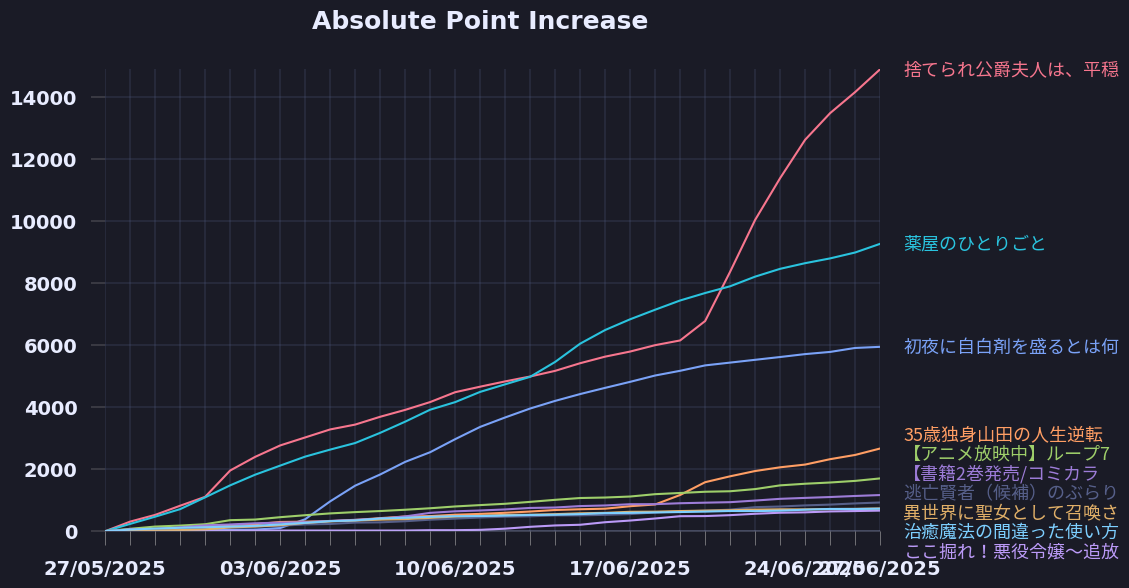 Absolute Point Increase
14000
12000
10000
8000
6000
4000
2000
0
捨てられ公爵夫人は、平穏
薬屋のひとりごと
初夜に自白剤を盛るとは何
35歳独身山田の人生逆転
【アニメ放映中】ループ7
【書籍2巻発売/コミカラ
逃亡賢者（候補）のぶらり
異世界に聖女として召喚さ
治癒魔法の間違った使い方
ここ掘れ！悪役令嬢～追放
27/05/2025
03/06/2025
10/06/2025
17/06/2025
24/06/2025
27/06/2025